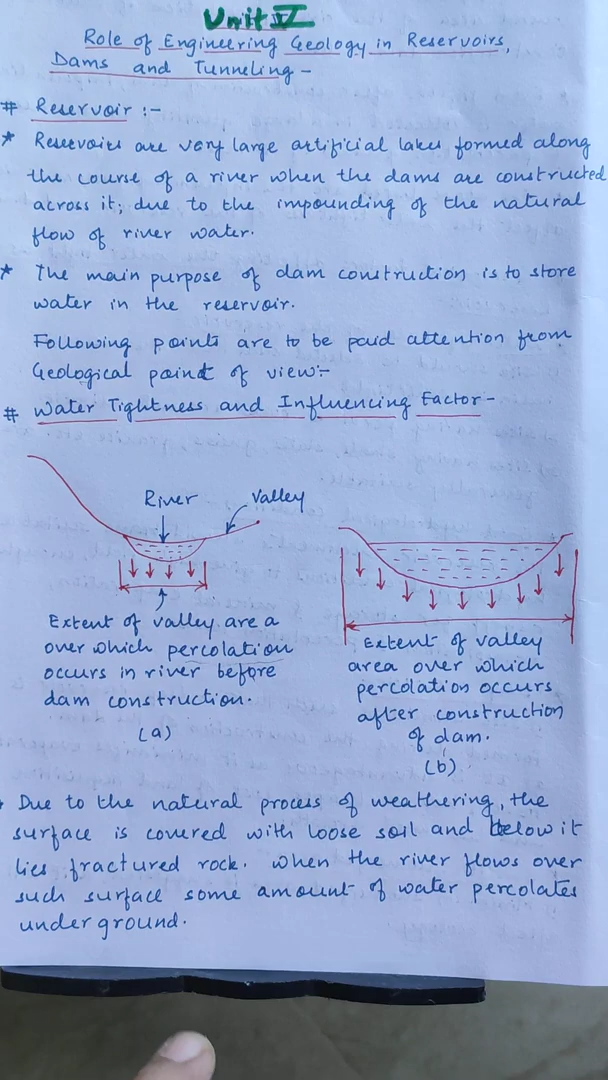 Unit V
Role of Engineering Geology in Reservoirs,
Dams and Tunneling -
# Reservoir :-
* Reservoirs are very large artificial lakes formed along
the course of a river when the dams are constructed
across it; due to the impounding of the natural
flow of river water.
* The main purpose of dam construction is to store
water in the reservoir.
Following points are to be paid attention from
Geological point of view:-
# Water Tightness and Influencing Factor -
River
Valley
Extent of valley are a
over which percolation
occurs in river before
dam construction.
(a)
Extent of valley
area over which
percolation occurs
after construction
of dam.
(b)
Due to the natural process of weathering, the
surface is covered with loose soil and below it
lies fractured rock. When the river flows over
such surface some amount of water percolates
under ground.